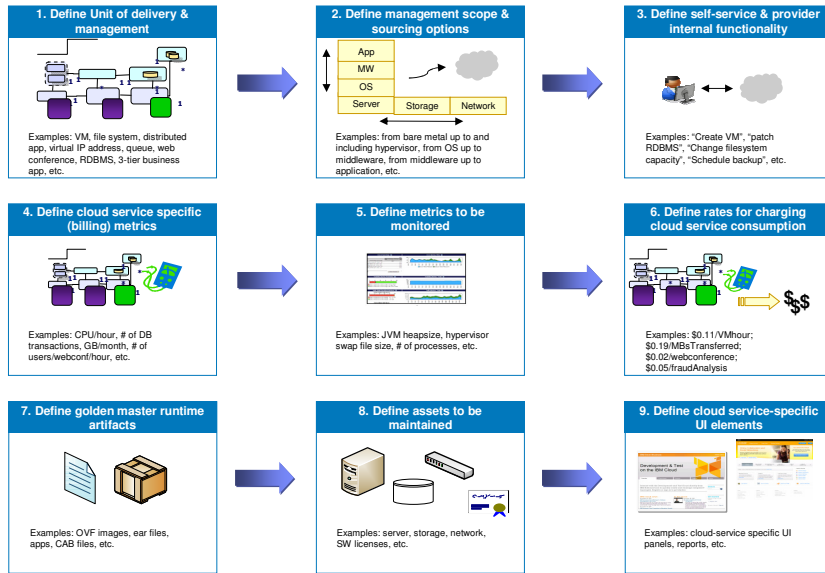 1. Define Unit of delivery &
management
Examples: VM, file system, distributed
app, virtual IP address, queue, web
conference, RDBMS, 3-tier business
app, etc.
2. Define management scope &
sourcing options
App
MW
OS
Server
Storage
Network
Examples: from bare metal up to and
including hypervisor, from OS up to
middleware, from middleware up to
application, etc.
3. Define self-service & provider
internal functionality
Examples: “Create VM”, “patch
RDBMS”, “Change filesystem
capacity”, “Schedule backup”, etc.
4. Define cloud service specific
(billing) metrics
Examples: CPU/hour, # of DB
transactions, GB/month, # of
users/webconf/hour, etc.
5. Define metrics to be
monitored
Examples: JVM heapsize, hypervisor
swap file size, # of processes, etc.
6. Define rates for charging
cloud service consumption
$$$
Examples: $0.11/VMhour;
$0.19/MBsTransferred;
$0.02/webconference;
$0.05/fraudAnalysis
7. Define golden master runtime
artifacts
Examples: OVF images, ear files,
apps, CAB files, etc.
8. Define assets to be
maintained
Examples: server, storage, network,
SW licenses, etc.
9. Define cloud service-specific
UI elements
Development & Test
on the IBM Cloud
Examples: cloud-service specific UI
panels, reports, etc.